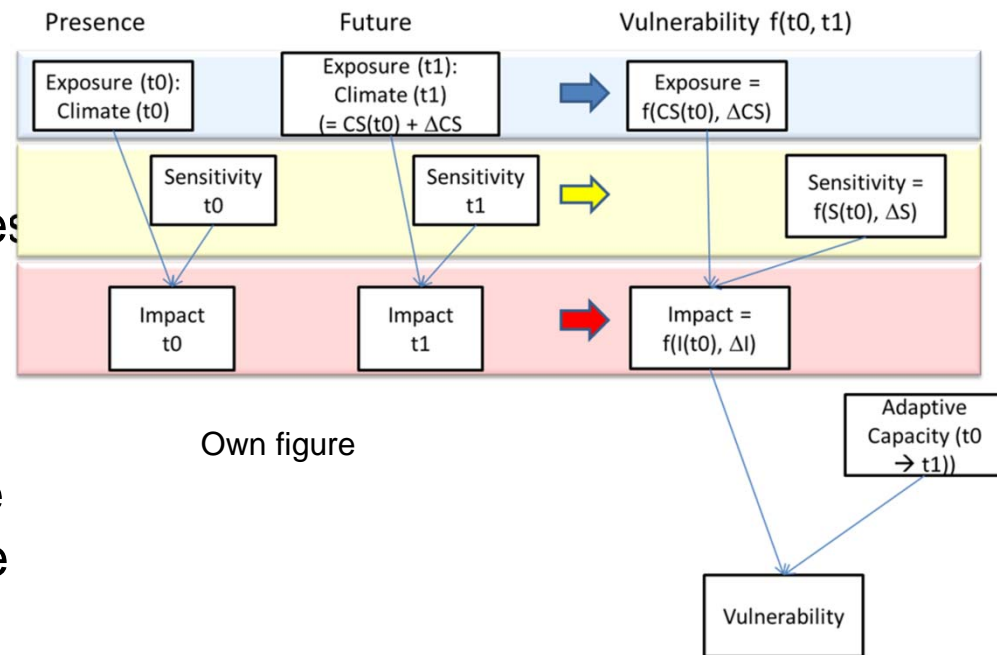 Presence
Future
Vulnerability f(t0, t1)
Exposure (t0):
Climate (t0)
Exposure (t1):
Climate (t1)
(= CS(t0) + ΔCS
Exposure =
f(CS(t0), ΔCS)
Sensitivity
t0
Sensitivity
t1
Sensitivity =
f(S(t0), ΔS)
Impact
t0
Impact
t1
Impact =
f(I(t0), ΔI)
Own figure
Adaptive
Capacity (t0
→ t1))
Vulnerability